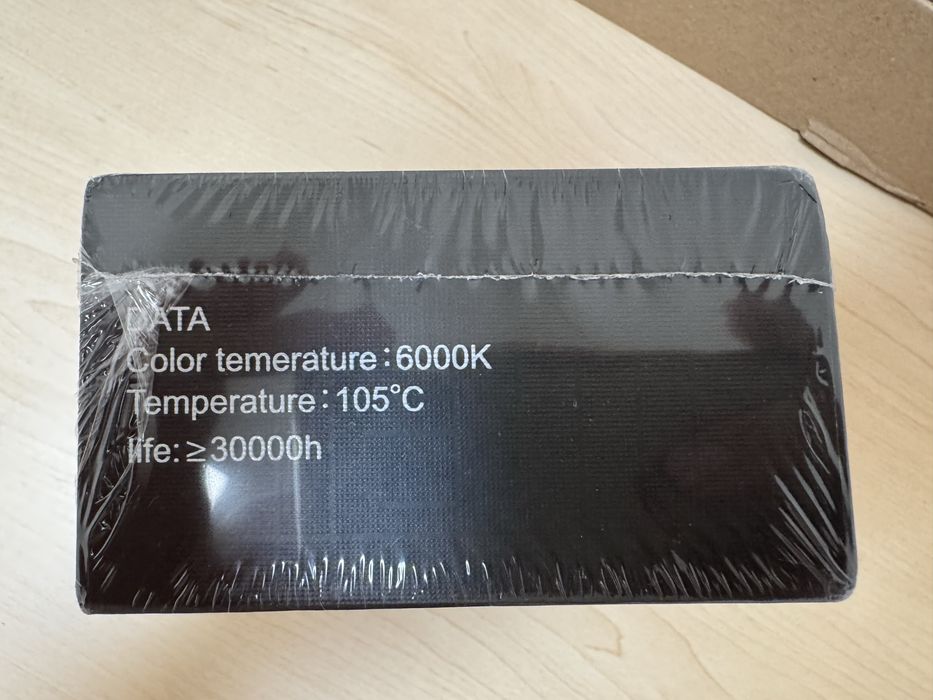 DATA
Color temerature:6000K
Temperature:105°C
life:≥30000h